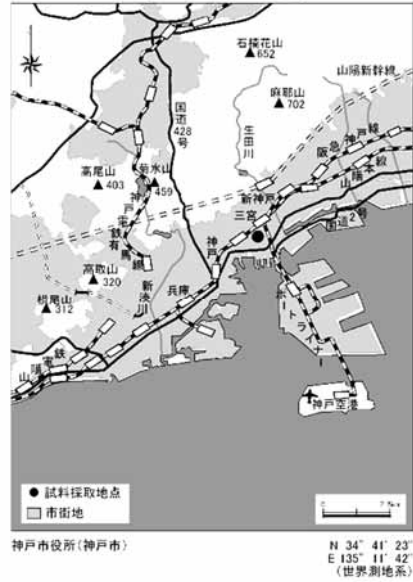 石楠花山
652
山陽新幹線
摩耶山
702
国道428号
生田川
阪急神戸線
山陽本線
高尾山
403
菊水山
459
新神戸
三宮
国道2号
神戸電鉄有馬線
神戸
高取山
320
兵庫
新湊川
栂尾山
312
ポートライナー
山陽電鉄
神戸空港
試料採取地点
市街地
0
神戸市役所(神戸市)
N 34° 41′ 23″
E 135° 11′ 42″
(世界測地系)